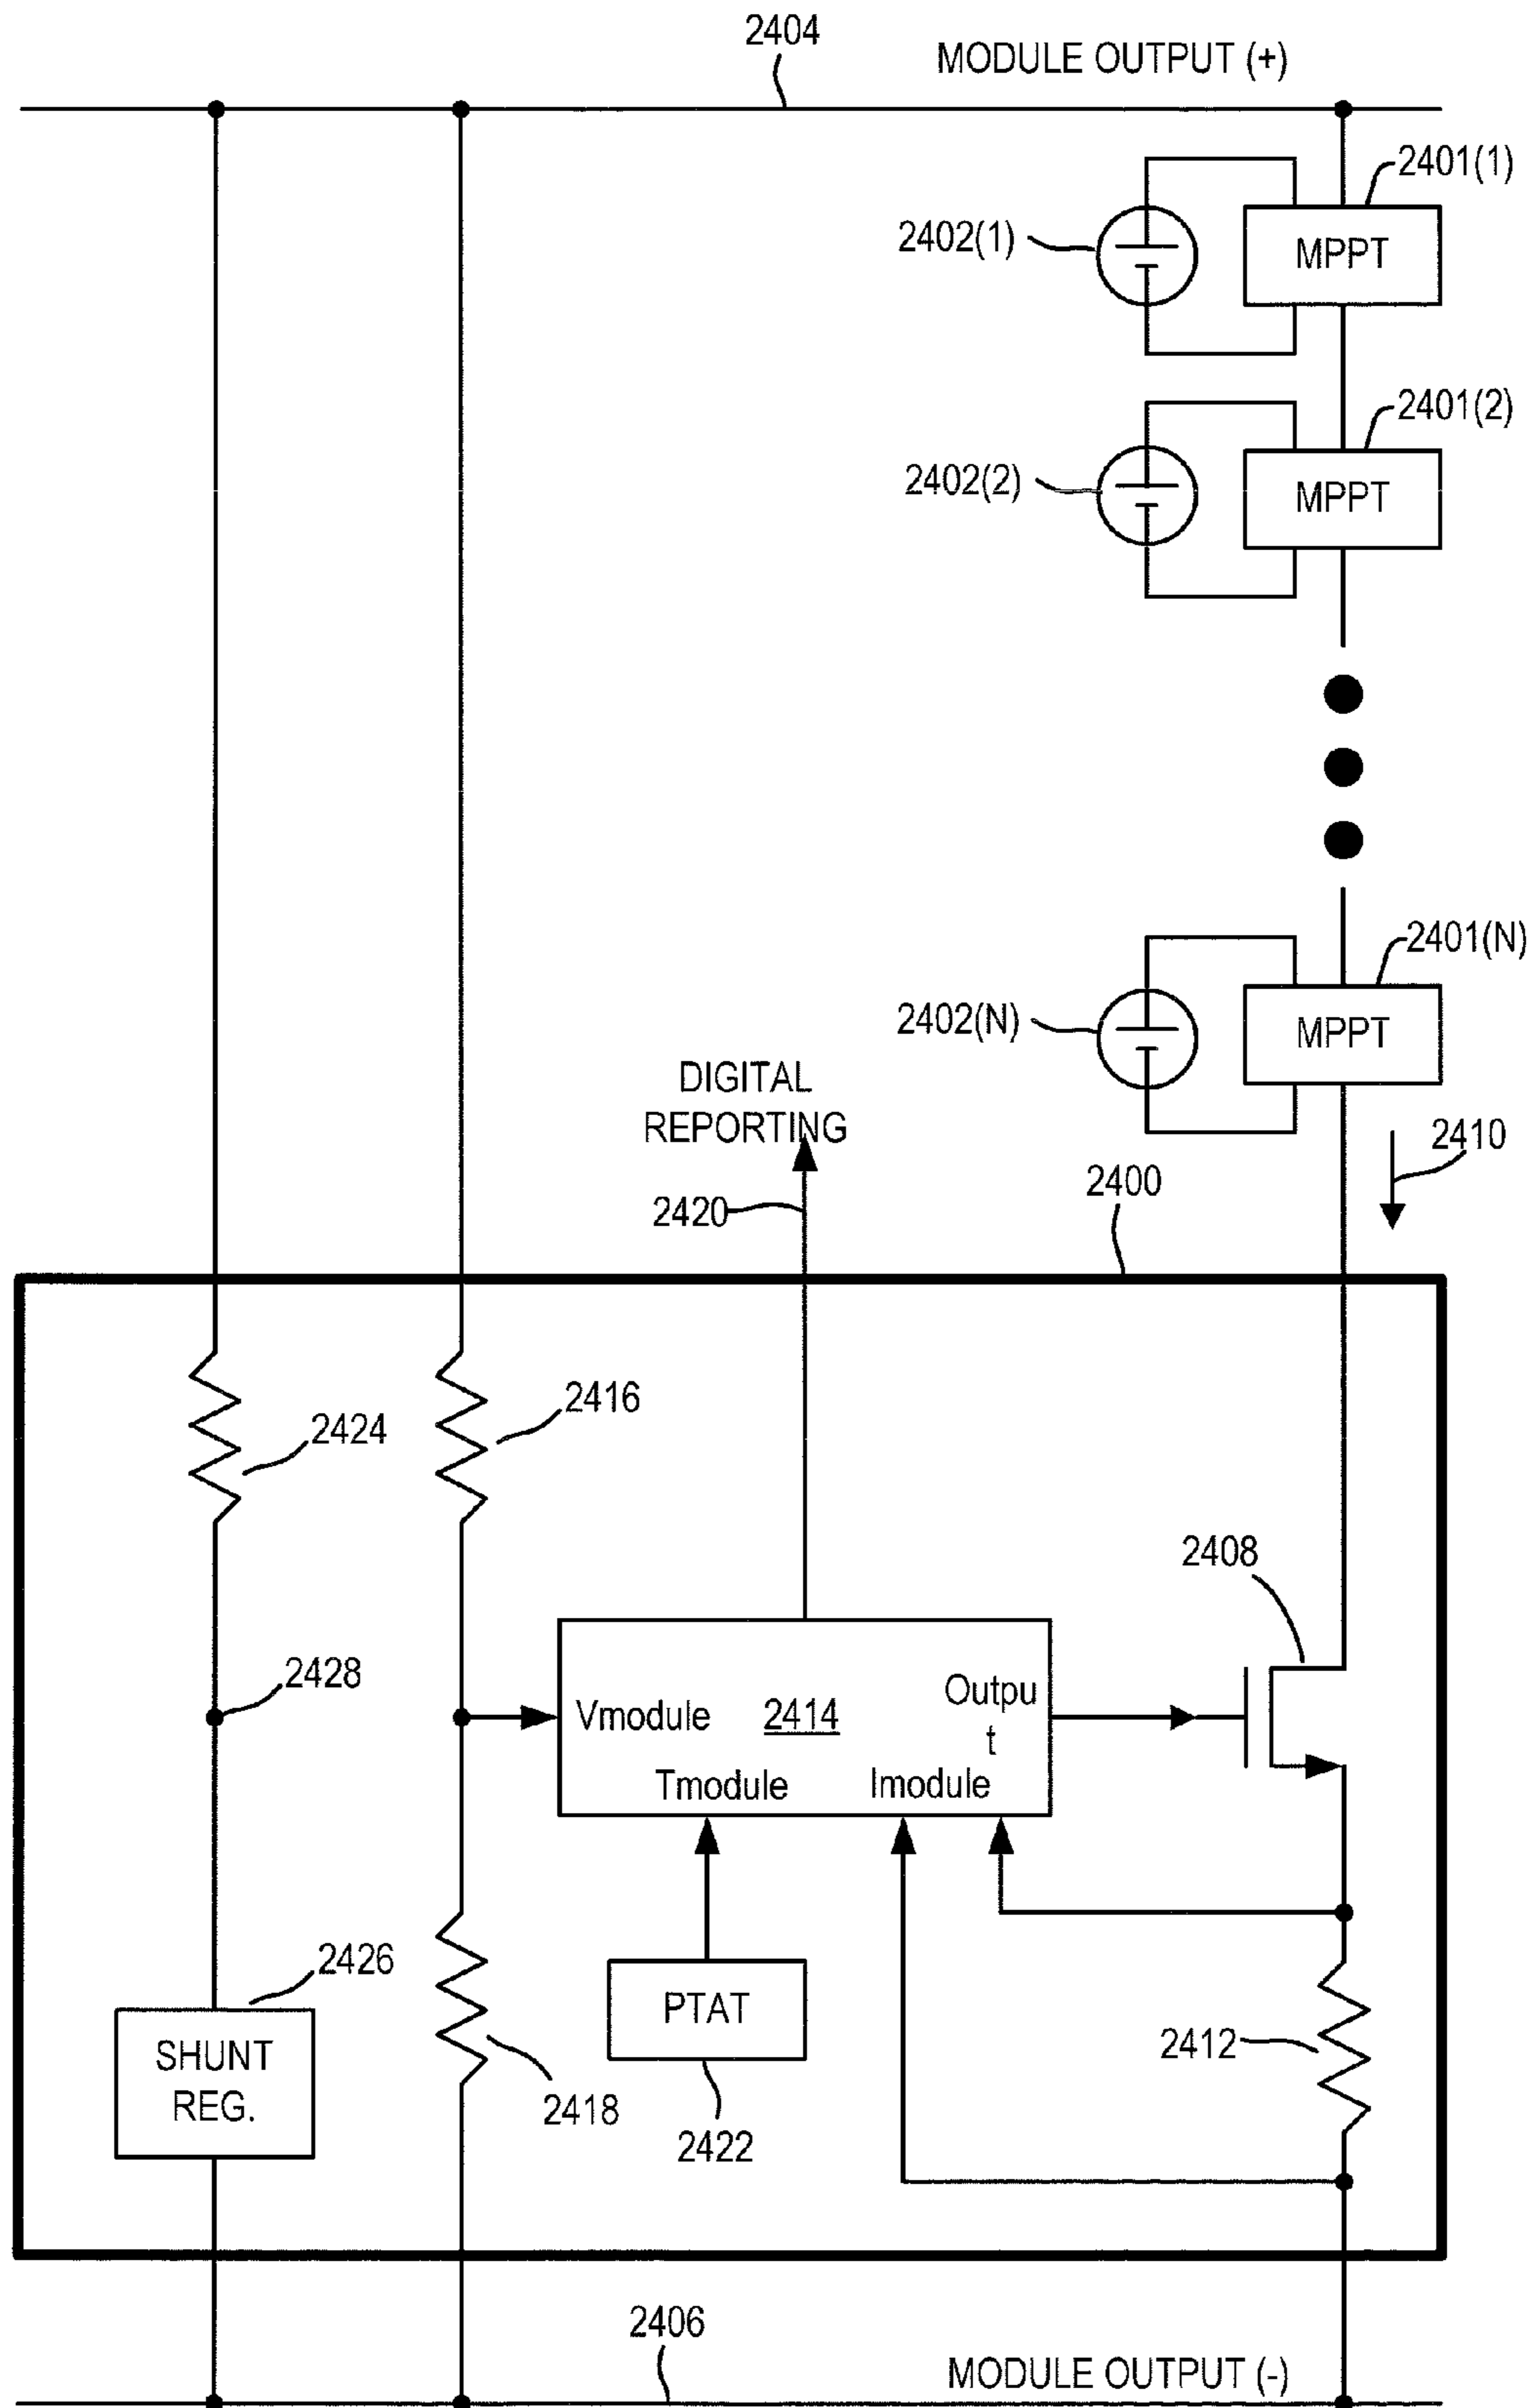 2404
MODULE OUTPUT (+)
2401(1)
2402(1)
MPPT
2401(2)
2402(2)
MPPT
2401(N)
2402(N)
MPPT
DIGITAL
REPORTING
2410
2400
2420
2416
2424
2408
2428
Vmodule
2414
Outpu
t
Tmodule
Imodule
2426
SHUNT
REG.
PTAT
2412
2418
2422
2406
MODULE OUTPUT (-)